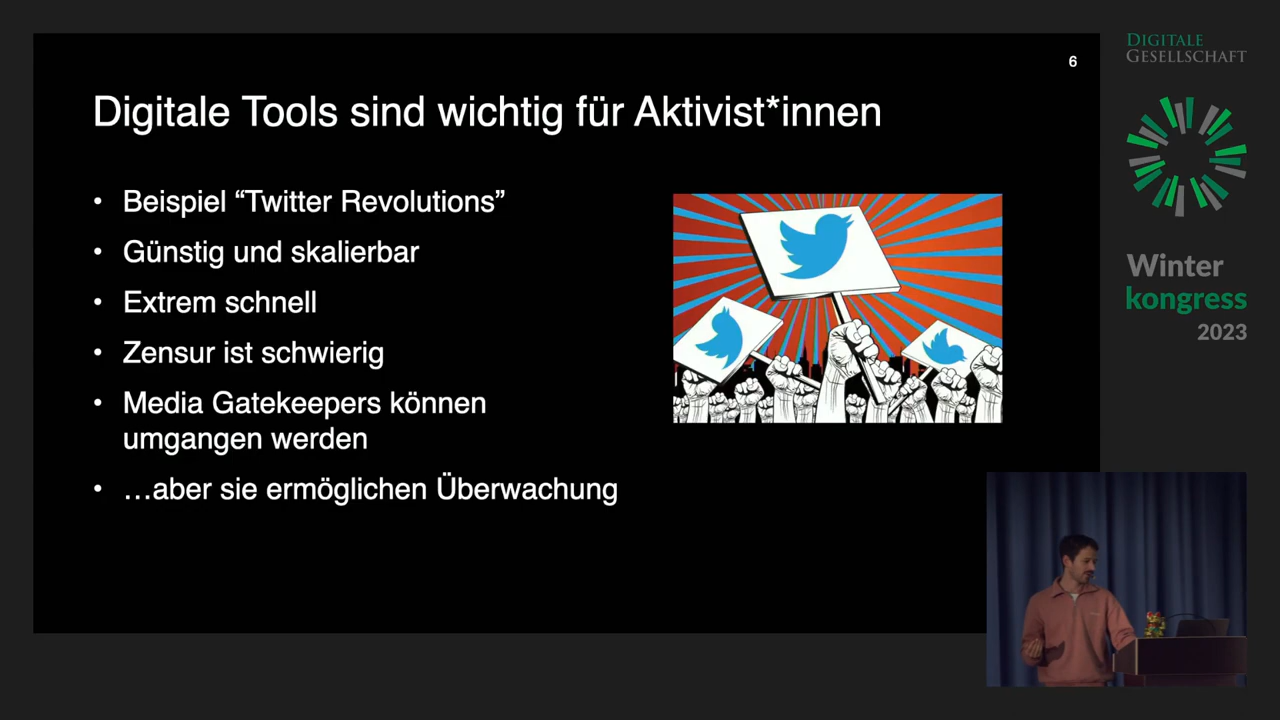 6
Digitale Tools sind wichtig für Aktivist*innen
• Beispiel “Twitter Revolutions”
• Günstig und skalierbar
• Extrem schnell
• Zensur ist schwierig
• Media Gatekeepers können
umgangen werden
• …aber sie ermöglichen Überwachung
DIGITALE
GESELLSCHAFT
Winter
kongress
2023